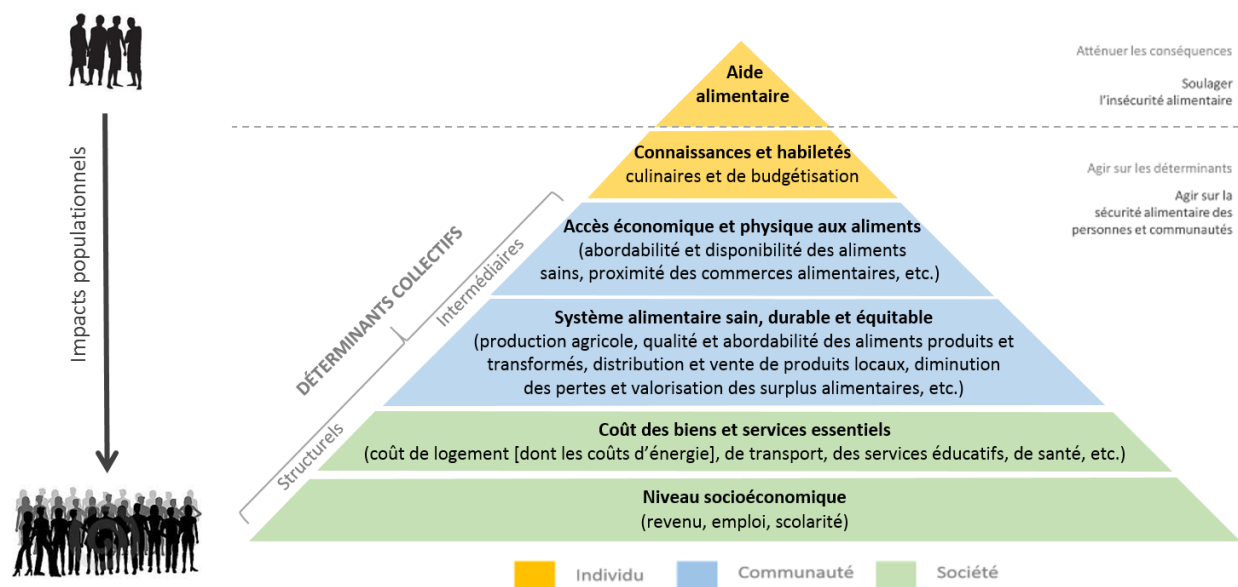 Aide
alimentaire
Atténuer les conséquences
Soulager
l'insécurité alimentaire
Connaissances et habiletés
culinaires et de budgétisation
Agir sur les déterminants
Agir sur la
sécurité alimentaire des
personnes et communautés
Impacts populationnels
DÉTERMINANTS COLLECTIFS
Intermédiaires
Structurels
Accès économique et physique aux aliments
(abordabilité et disponibilité des aliments
sains, proximité des commerces alimentaires, etc.)
Système alimentaire sain, durable et équitable
(production agricole, qualité et abordabilité des aliments produits et
transformés, distribution et vente de produits locaux, diminution
des pertes et valorisation des surplus alimentaires, etc.)
Coût des biens et services essentiels
(coût de logement [dont les coûts d'énergie], de transport, des services éducatifs, de santé, etc.)
Niveau socioéconomique
(revenu, emploi, scolarité)
Individu
Communauté
Société